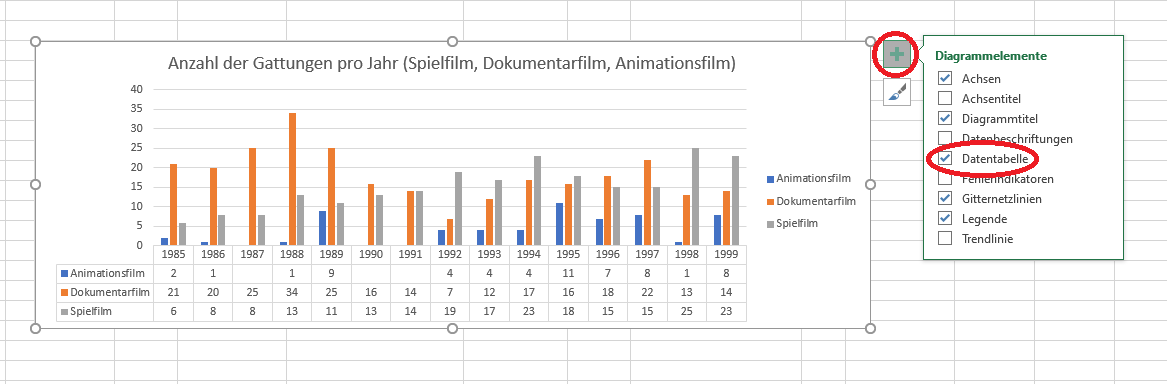 Anzahl der Gattungen pro Jahr (Spielfilm, Dokumentarfilm, Animationsfilm)
40
35
30
25
20
15
10
5
0
Animationsfilm
Dokumentarfilm
Spielfilm
1985 1986 1987 1988 1989 1990 1991 1992 1993 1994 1995 1996 1997 1998 1999
Animationsfilm 2 1 1 9 4 4 4 11 7 8 1 8
Dokumentarfilm 21 20 25 34 25 16 14 7 12 17 16 18 22 13 14
Spielfilm 6 8 8 13 11 13 14 19 17 23 18 15 15 25 23
Diagrammelemente
Achsen
Achsentitel
Diagrammtitel
Datenbeschriftungen
Datentabelle
Fehlerindikatoren
Gitternetzlinien
Legende
Trendlinie